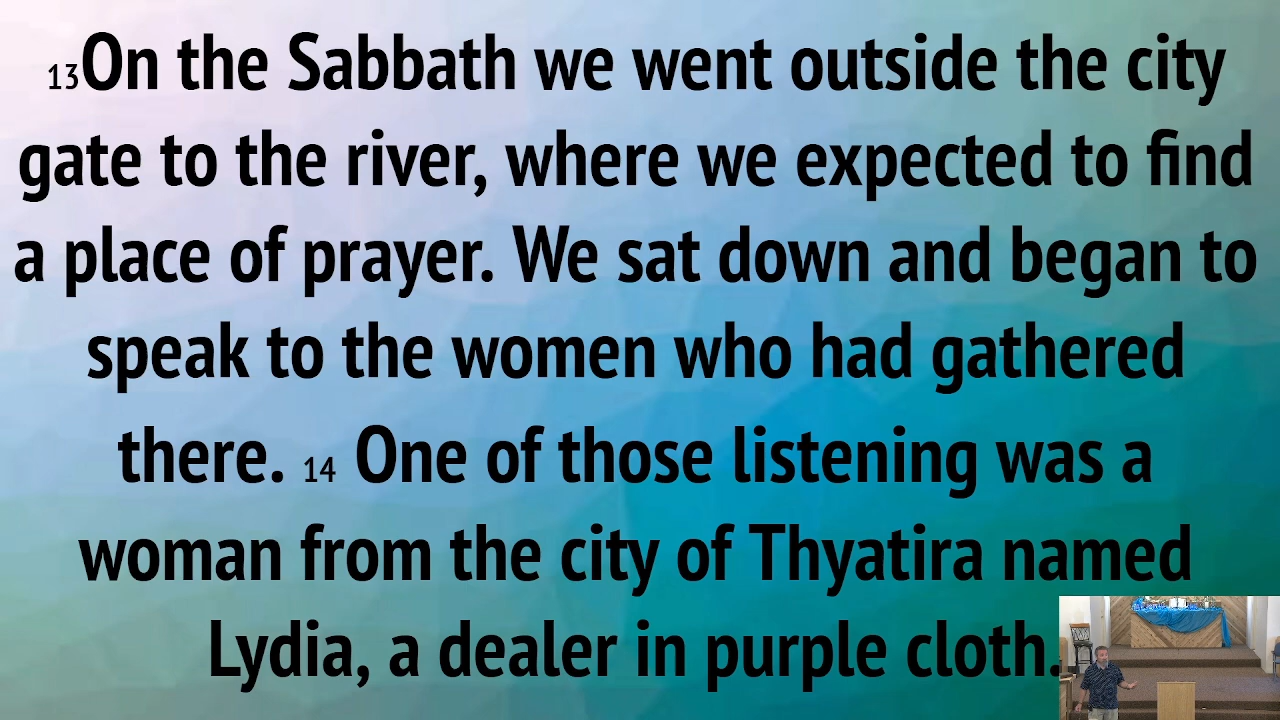 13On the Sabbath we went outside the city
gate to the river, where we expected to find
a place of prayer. We sat down and began to
speak to the women who had gathered
there. 14 One of those listening was a
woman from the city of Thyatira named
Lydia, a dealer in purple cloth.